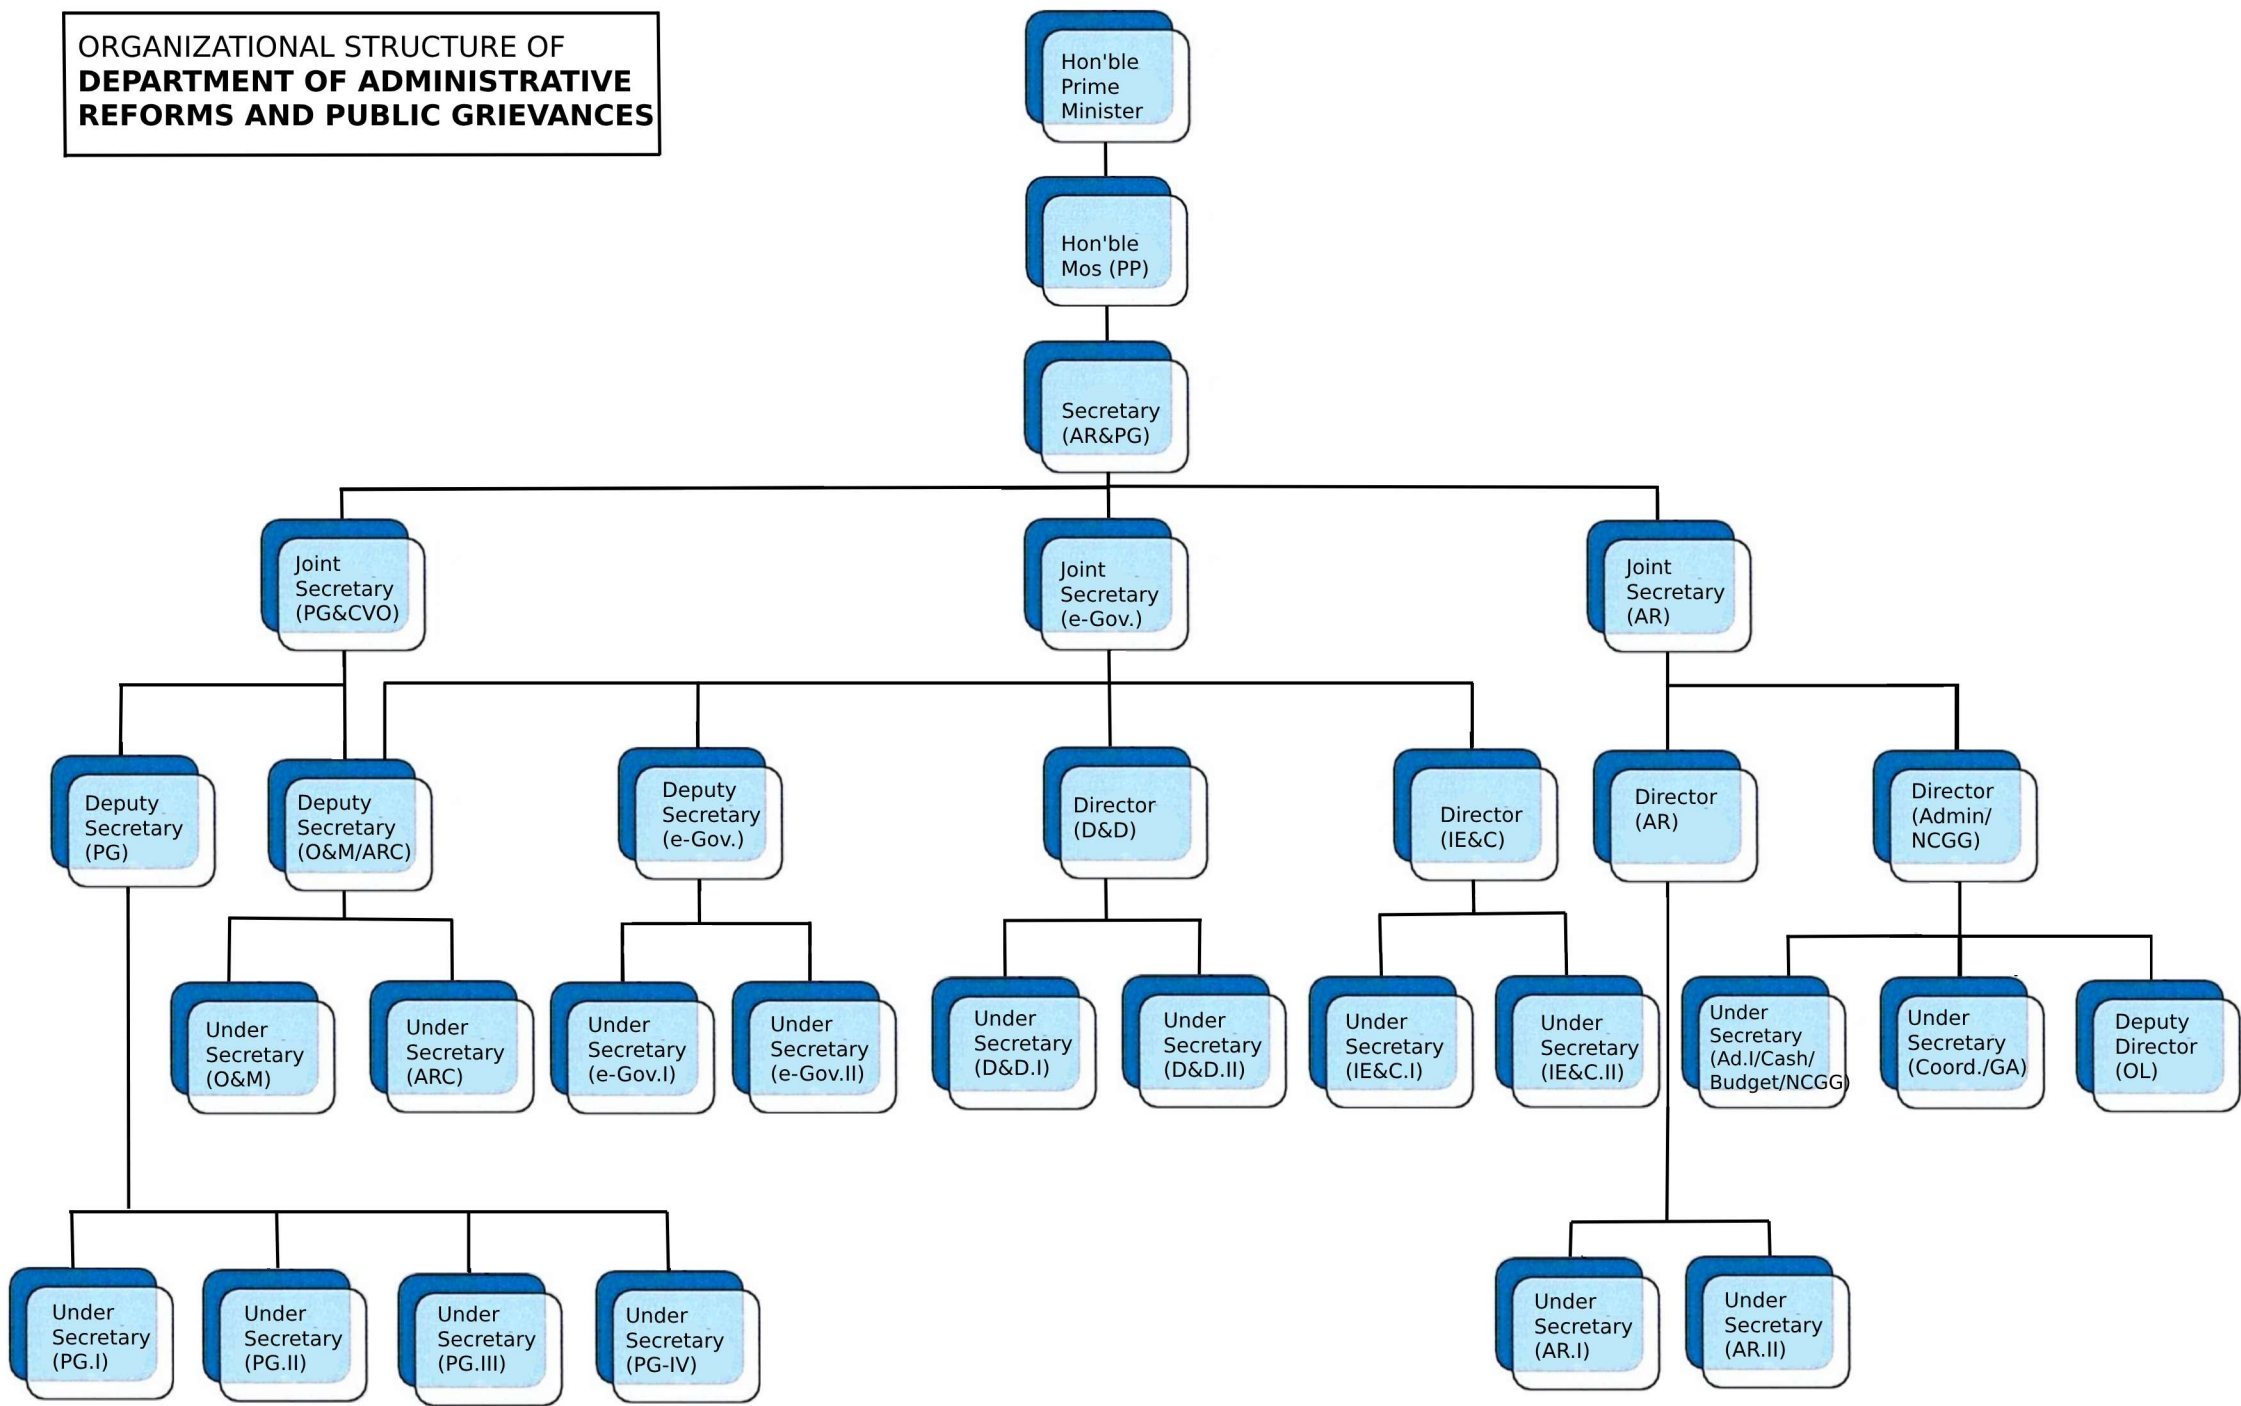 ORGANIZATIONAL STRUCTURE OF
DEPARTMENT OF ADMINISTRATIVE
REFORMS AND PUBLIC GRIEVANCES
Hon'ble
Prime
Minister
Hon'ble
Mos (PP)
Secretary
(AR&PG)
Joint
Secretary
(PG&CVO)
Joint
Secretary
(e-Gov.)
Joint
Secretary
(AR)
Deputy
Secretary
(PG)
Deputy
Secretary
(O&M/ARC)
Deputy
Secretary
(e-Gov.)
Director
(D&D)
Director
(IE&C)
Director
(AR)
Director
(Admin/
NCGG)
Under
Secretary
(O&M)
Under
Secretary
(ARC)
Under
Secretary
(e-Gov.I)
Under
Secretary
(e-Gov.II)
Under
Secretary
(D&D.I)
Under
Secretary
(D&D.II)
Under
Secretary
(IE&C.I)
Under
Secretary
(IE&C.II)
Under
Secretary
(Ad.I/Cash/
Budget/NCGG)
Under
Secretary
(Coord./GA)
Deputy
Director
(OL)
Under
Secretary
(PG.I)
Under
Secretary
(PG.II)
Under
Secretary
(PG.III)
Under
Secretary
(PG-IV)
Under
Secretary
(AR.I)
Under
Secretary
(AR.II)